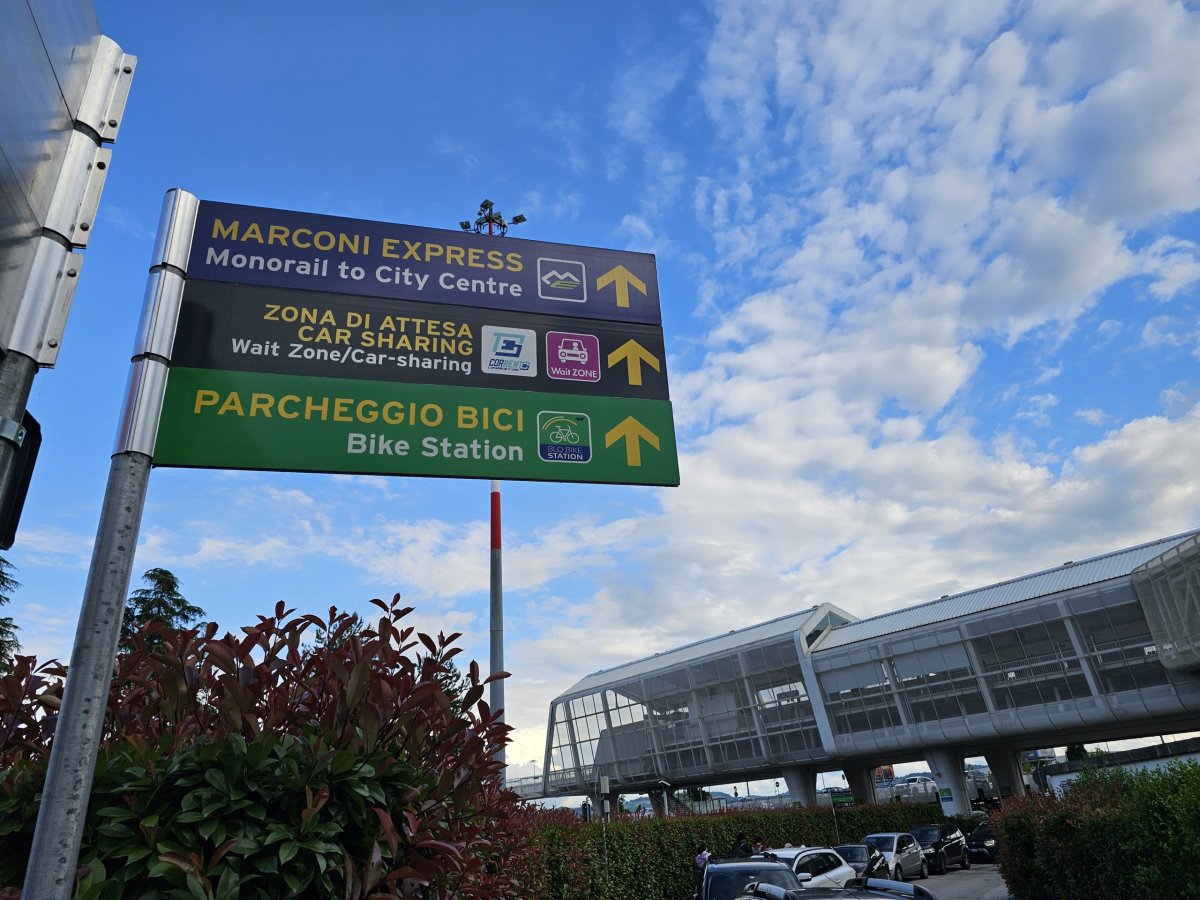 MARCONI EXPRESS
Monorail to City Centre
ZONA DI ATTESA
CAR SHARING
Wait Zone/Car-sharing
CORRENTE
Wait ZONE
PARCHEGGIO BICI
Bike Station
BLQ BIKE
STATION